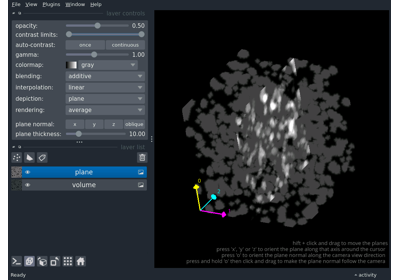 File View Plugins Window Help
layer controls
opacity: 0.50
contrast limits:
auto-contrast: once continuous
gamma: 1.00
colormap: gray
blending: additive
interpolation: linear
depiction: plane
rendering: average
plane normal: x y z oblique
plane thickness: 10.00
layer list
plane
volume
0
shift + click and drag to move the planes
press 'x', 'y' or 'z' to orient the plane along that axis around the cursor
press 'o' to orient the plane normal along the camera view direction
press and hold 'o' then click and drag to make the plane normal follow the camera
Ready
activity